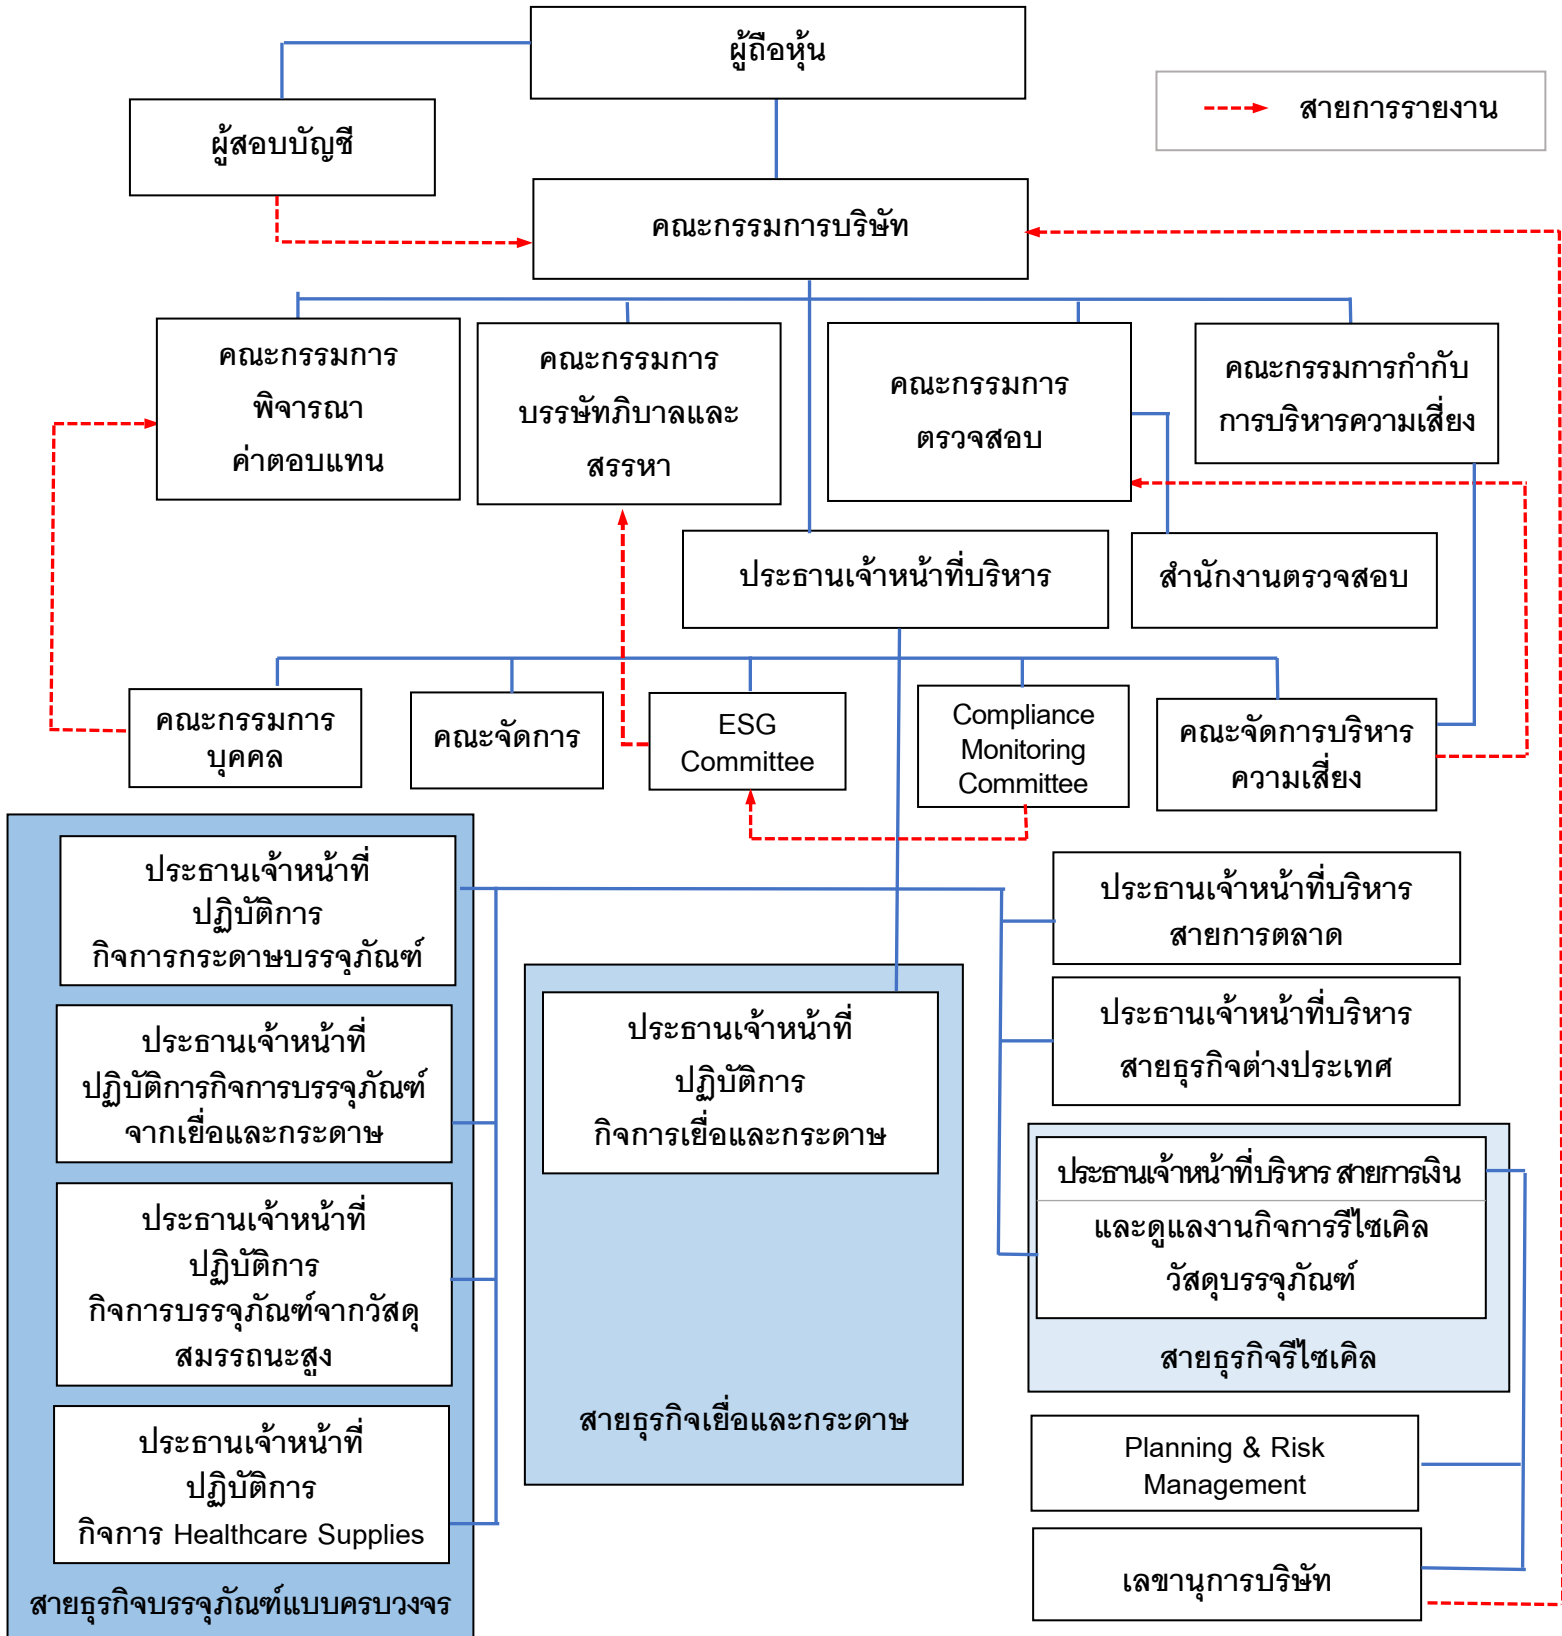 ผู้ถือหุ้น
สายการรายงาน
ผู้สอบบัญชี
คณะกรรมการบริษัท
คณะกรรมการ
พิจารณา
ค่าตอบแทน
คณะกรรมการ
บรรษัทภิบาลและ
สรรหา
คณะกรรมการ
ตรวจสอบ
คณะกรรมการกำกับ
การบริหารความเสี่ยง
ประธานเจ้าหน้าที่บริหาร
สำนักงานตรวจสอบ
คณะกรรมการ
บุคคล
คณะจัดการ
ESG
Committee
Compliance
Monitoring
Committee
คณะจัดการบริหาร
ความเสี่ยง
ประธานเจ้าหน้าที่
ปฏิบัติการ
กิจการกระดาษบรรจุภัณฑ์
ประธานเจ้าหน้าที่
ปฏิบัติการกิจการบรรจุภัณฑ์
จากเยื่อและกระดาษ
ประธานเจ้าหน้าที่
ปฏิบัติการ
กิจการบรรจุภัณฑ์จากวัสดุ
สมรรถนะสูง
ประธานเจ้าหน้าที่
ปฏิบัติการ
กิจการ Healthcare Supplies
สายธุรกิจบรรจุภัณฑ์แบบครบวงจร
ประธานเจ้าหน้าที่
ปฏิบัติการ
กิจการเยื่อและกระดาษ
สายธุรกิจเยื่อและกระดาษ
ประธานเจ้าหน้าที่บริหาร
สายการตลาด
ประธานเจ้าหน้าที่บริหาร
สายธุรกิจต่างประเทศ
ประธานเจ้าหน้าที่บริหาร สายการเงิน
และดูแลงานกิจการรีไซเคิล
วัสดุบรรจุภัณฑ์
สายธุรกิจรีไซเคิล
Planning & Risk
Management
เลขานุการบริษัท